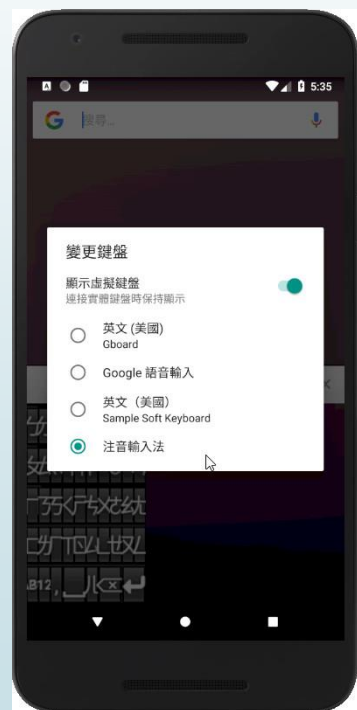 5:35
搜尋...
變更鍵盤
顯示虛擬鍵盤
連接實體鍵盤時保持顯示
英文 (美國)
Gboard
Google 語音輸入
英文（美國）
Sample Soft Keyboard
注音輸入法